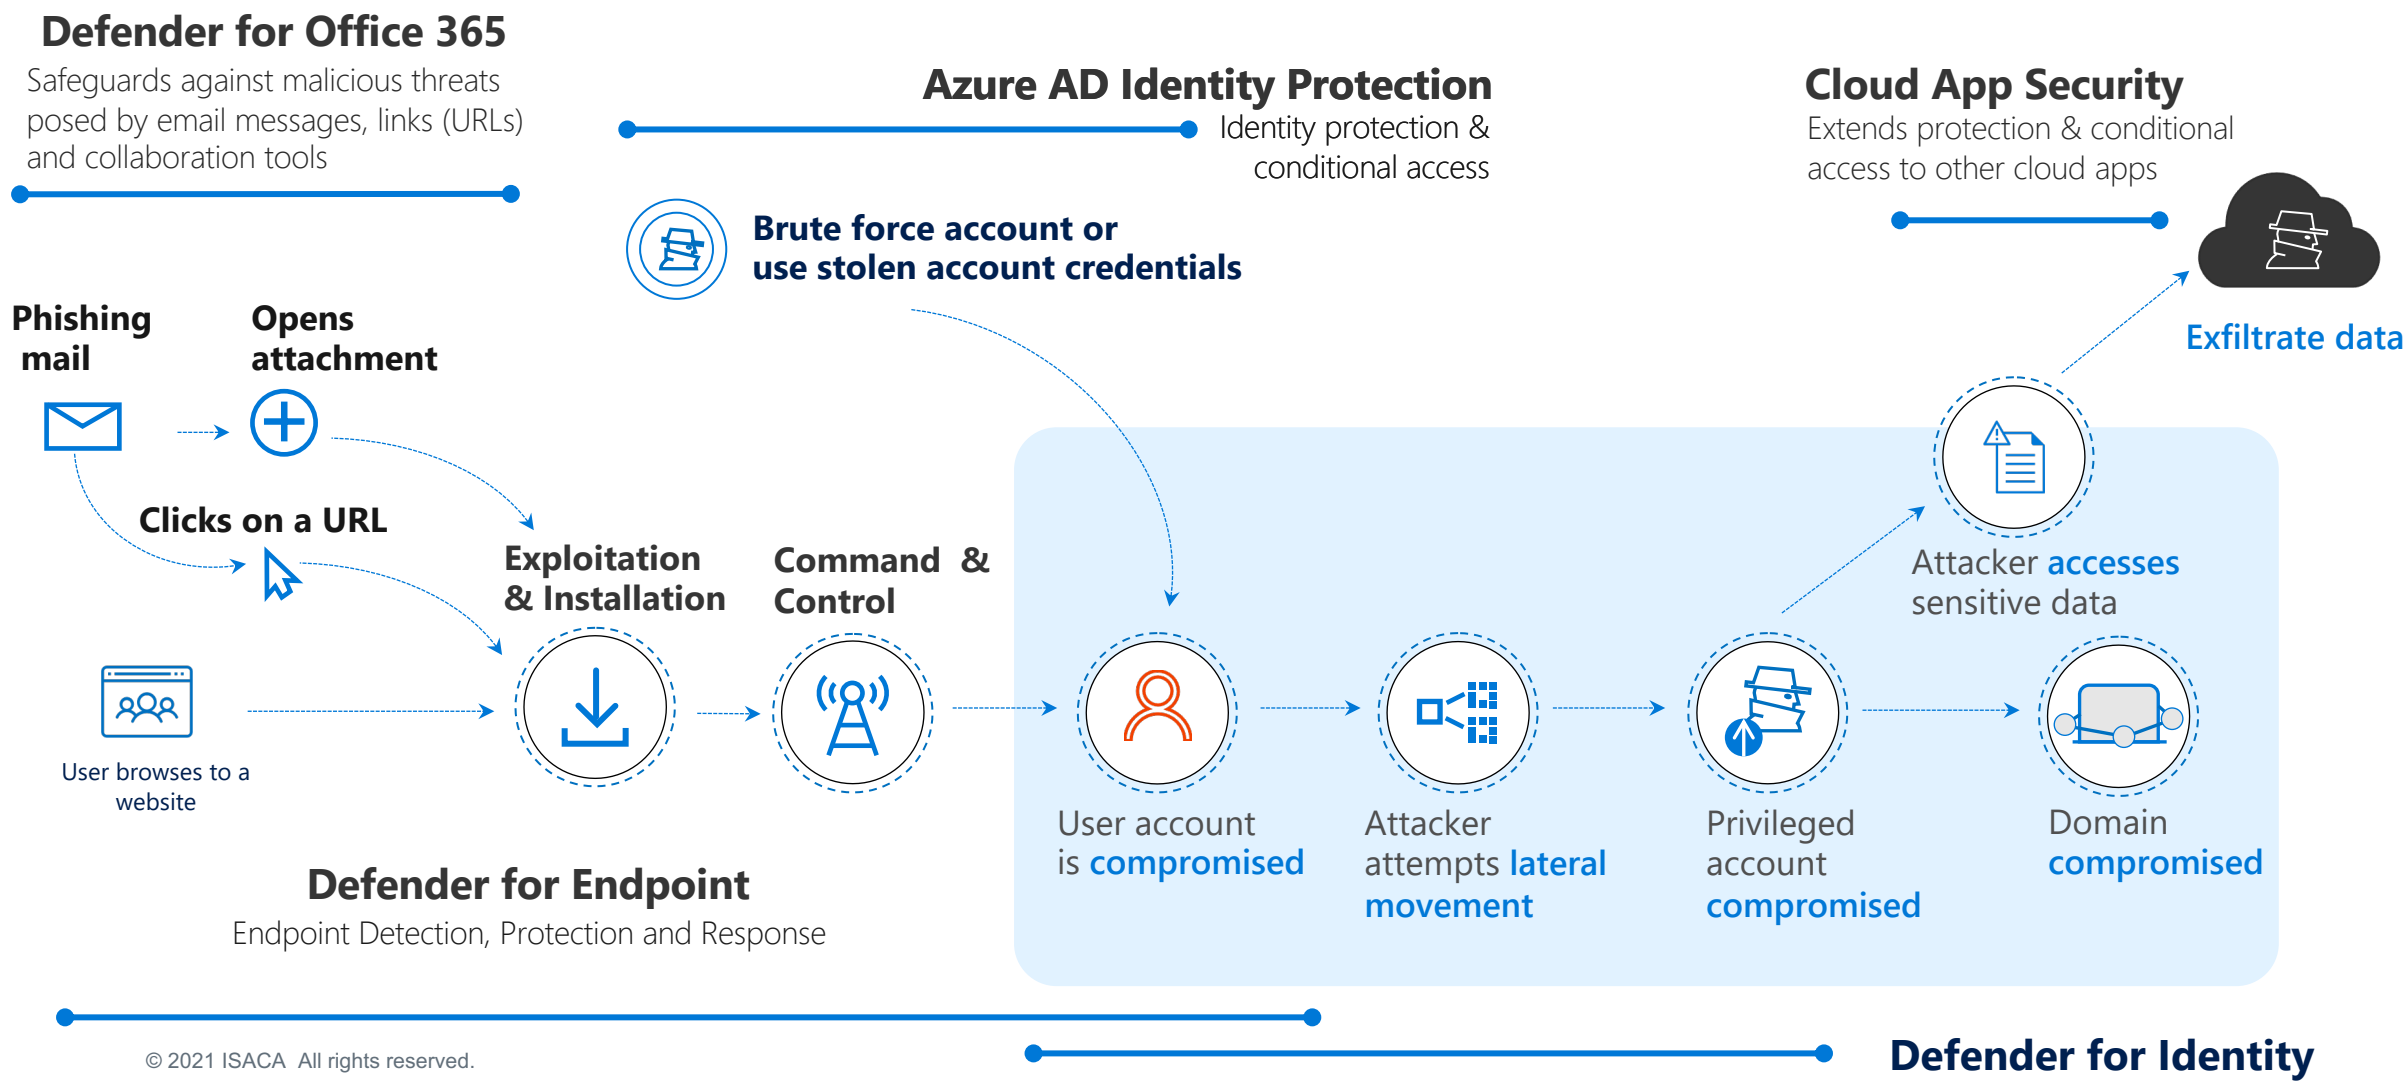 Defender for Office 365
Safeguards against malicious threats
posed by email messages, links (URLs)
and collaboration tools
Azure AD Identity Protection
Identity protection &
conditional access
Cloud App Security
Extends protection & conditional
access to other cloud apps
Brute force account or
use stolen account credentials
Exfiltrate data
Phishing
mail
Opens
attachment
Clicks on a URL
Exploitation
& Installation
Command &
Control
Attacker accesses
sensitive data
User browses to a
website
User account
is compromised
Attacker
attempts lateral
movement
Privileged
account
compromised
Domain
compromised
Defender for Endpoint
Endpoint Detection, Protection and Response
Defender for Identity
© 2021 ISACA All rights reserved.